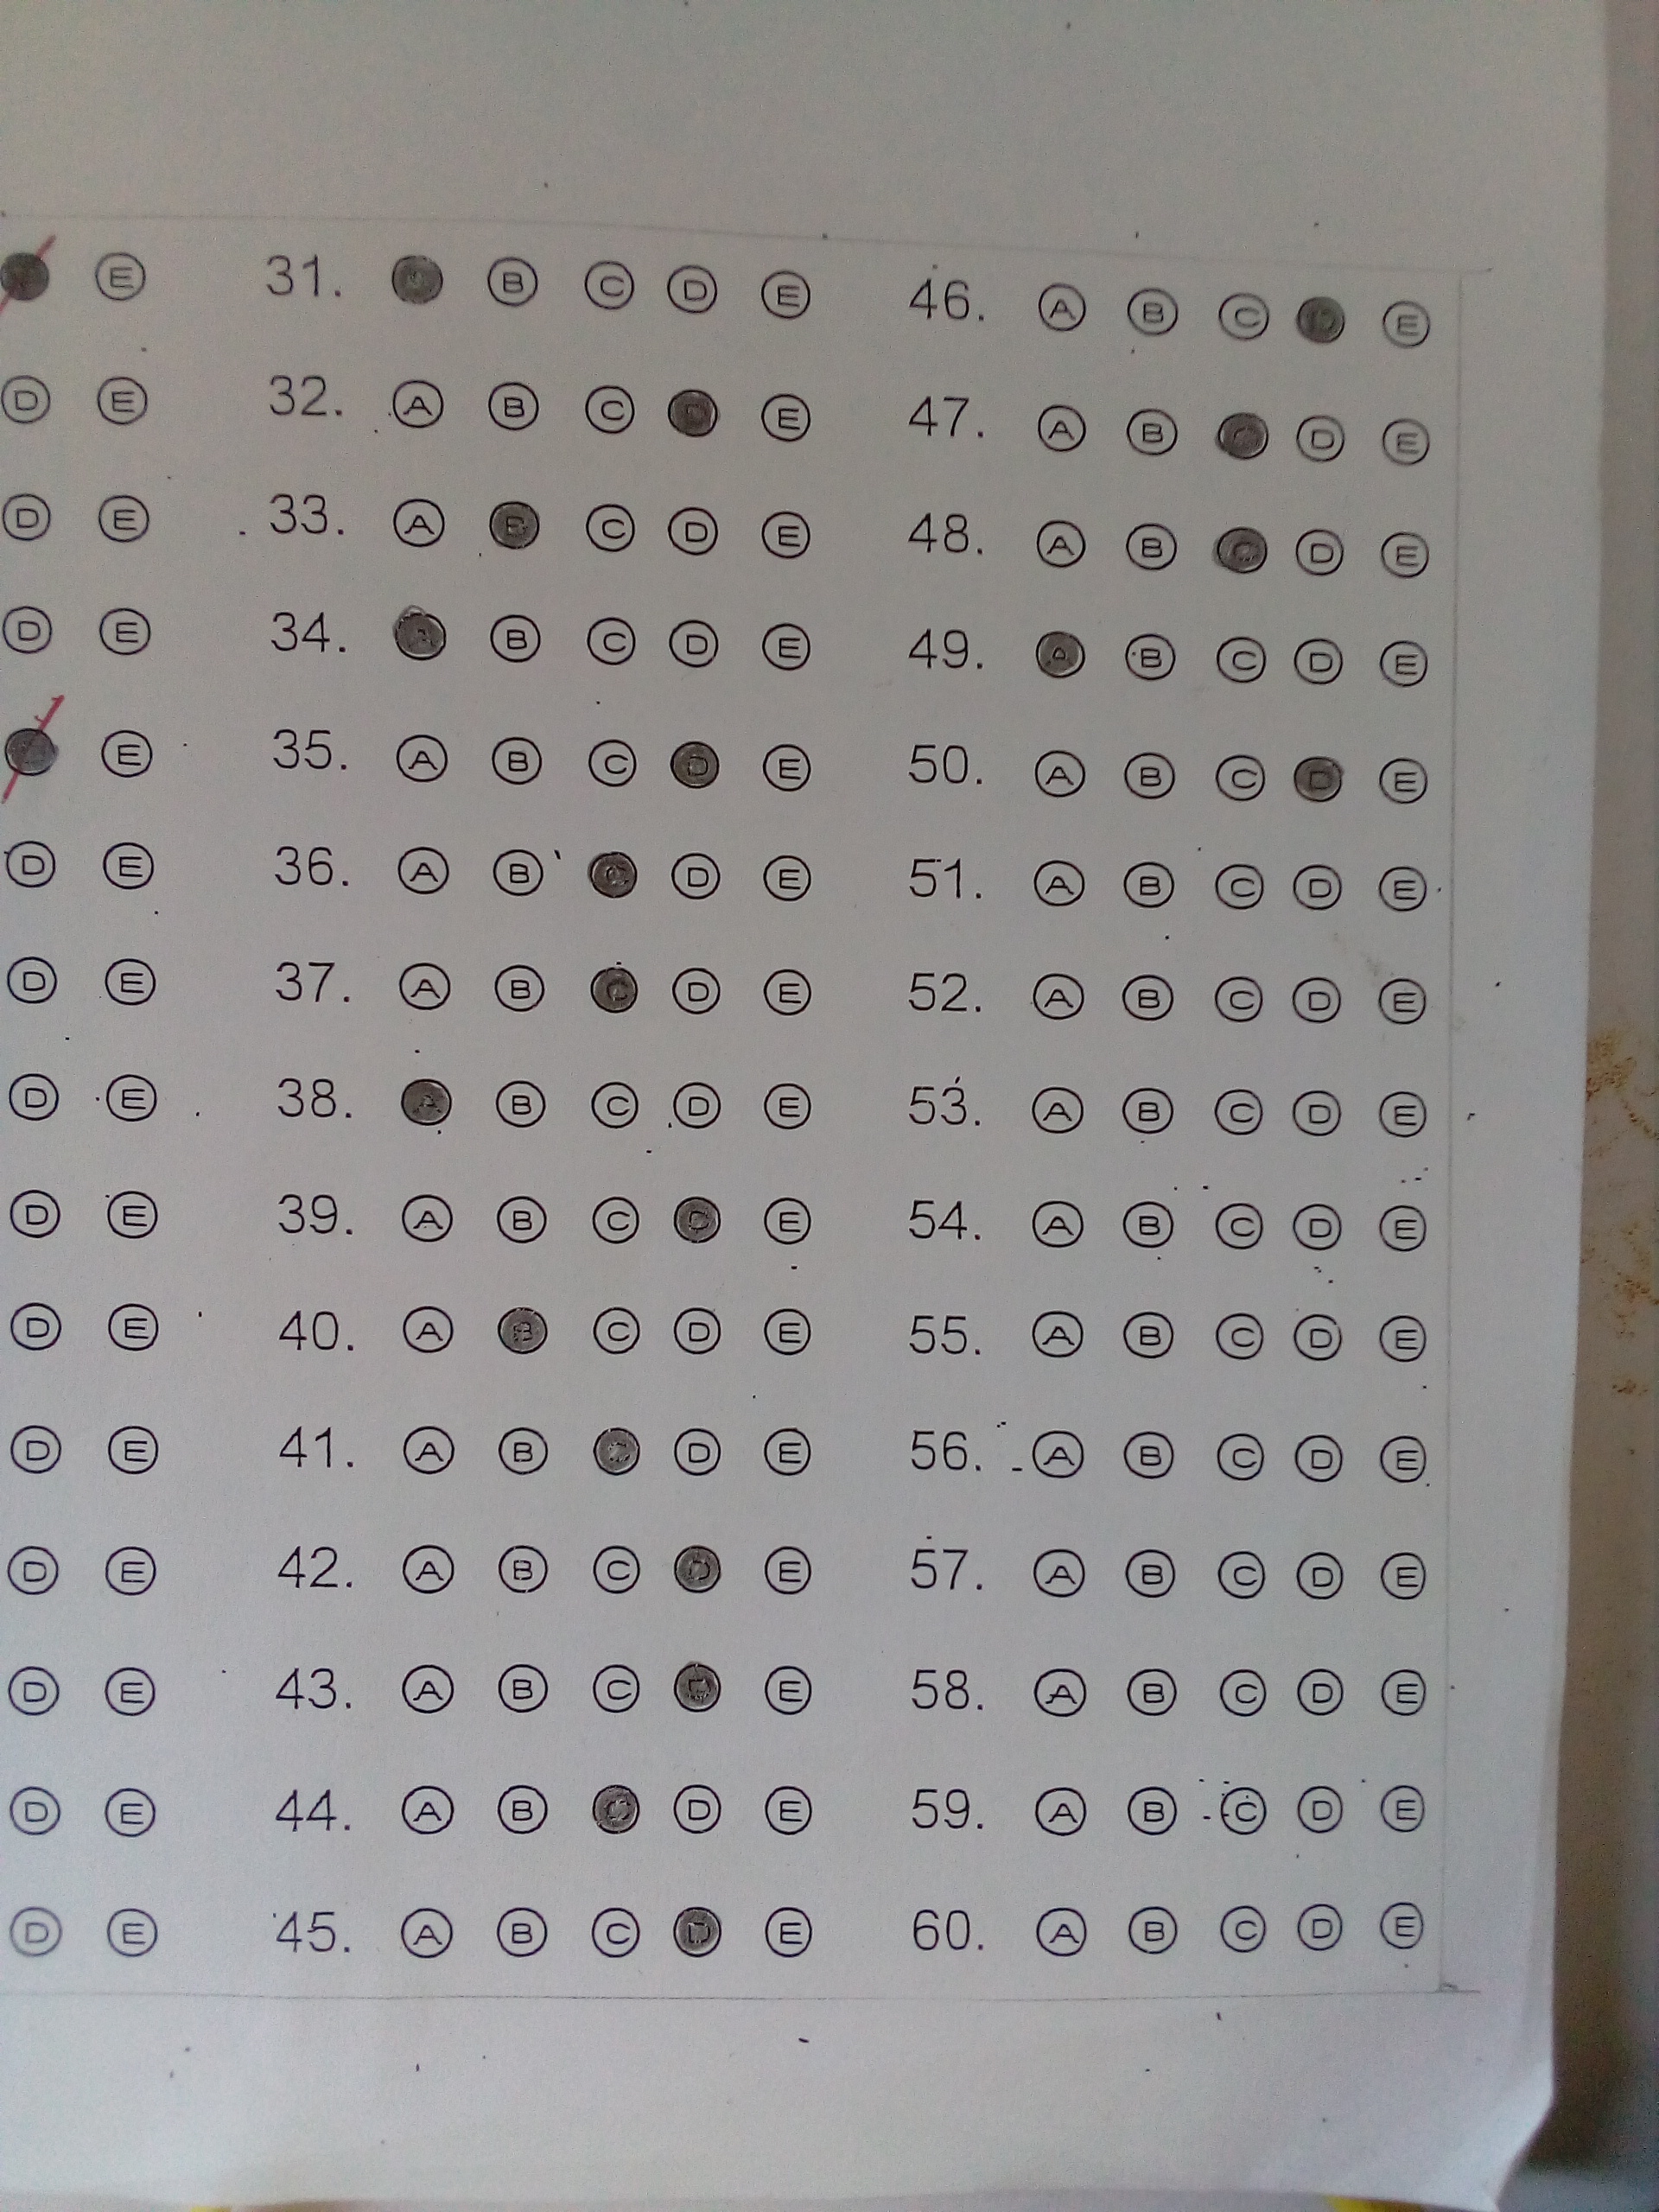 E 31. B C D E 46. A B C D E
D E 32. A B C D E 47. A B C D E
D E 33. A B C D E 48. A B C D E
D E 34. A B C D E 49. A B C D E
E 35. A B C D E 50. A B C D E
D E 36. A B C D E 51. A B C D E
D E 37. A B C D E 52. A B C D E
D E 38. A B C D E 53. A B C D E
D E 39. A B C D E 54. A B C D E
D E 40. A B C D E 55. A B C D E
D E 41. A B C D E 56. A B C D E
D E 42. A B C D E 57. A B C D E
D E 43. A B C D E 58. A B C D E
D E 44. A B C D E 59. A B C D E
D E 45. A B C D E 60. A B C D E